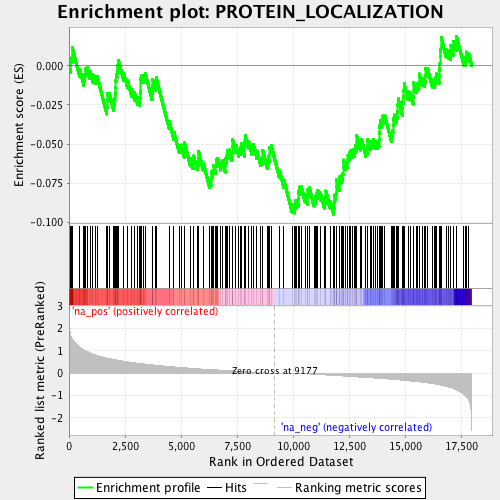 Enrichment plot: PROTEIN_LOCALIZATION
Enrichment score (ES)
0.000
-0.025
-0.050
-0.075
-0.100
Ranked list metric (PreRanked)
3
2
1
0
-1
-2
'na_pos' (positively correlated)
Zero cross at 9177
'na_neg' (negatively correlated)
0
2,500
5,000
7,500
10,000
12,500
15,000
17,500
Rank in Ordered Dataset
Enrichment profile
Hits
Ranking metric scores